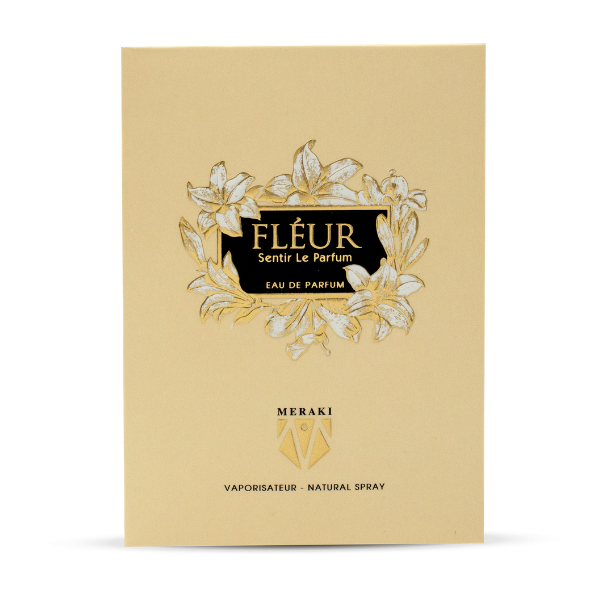 FLÉUR
Sentir Le Parfum
EAU DE PARFUM
MERAKI
VAPORISATEUR - NATURAL SPRAY